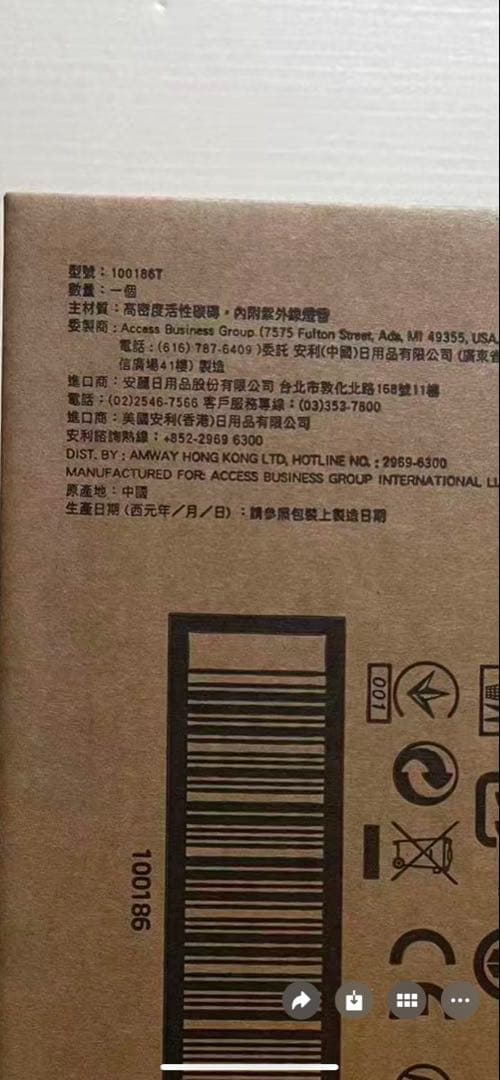 型號：100186T
數量：一個
主材質：高密度活性碳磚，內附紫外線燈管
委製商：Access Business Group (7575 Fulton Street, Ada, MI 49355, USA.
電話：(616) 787-6409 )委託 安利(中國)日用品有限公司 (廣東省
信廣場41樓) 製造
進口商：安麗日用品股份有限公司 台北市敦化北路168號11樓
電話：(02)2546-7566 客戶服務專線：(03)353-7800
進口商：美國安利(香港)日用品有限公司
安利諮詢熱線：+852-2969 6300
DIST. BY : AMWAY HONG KONG LTD, HOTLINE NO. : 2969-6300
MANUFACTURED FOR: ACCESS BUSINESS GROUP INTERNATIONAL LL
原產地：中國
生產日期 (西元年／月／日) ：請參照包裝上製造日期
001
100186
CE